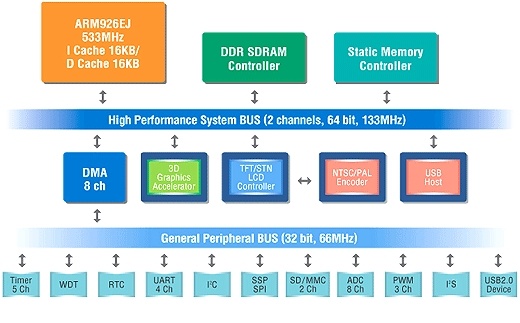 ARM926EJ
533MHz
I Cache 16KB/
D Cache 16KB
DDR SDRAM
Controller
Static Memory
Controller
High Performance System BUS (2 channels, 64 bit, 133MHz)
DMA
8 ch
3D
Graphics
Accelerator
TFT/STN
LCD
Controller
NTSC/PAL
Encoder
USB
Host
General Peripheral BUS (32 bit, 66MHz)
Timer
5 Ch
WDT
RTC
UART
4 Ch
I²C
SSP
SPI
SD/MMC
2 Ch
ADC
8 Ch
PWM
3 Ch
I²S
USB2.0
Device